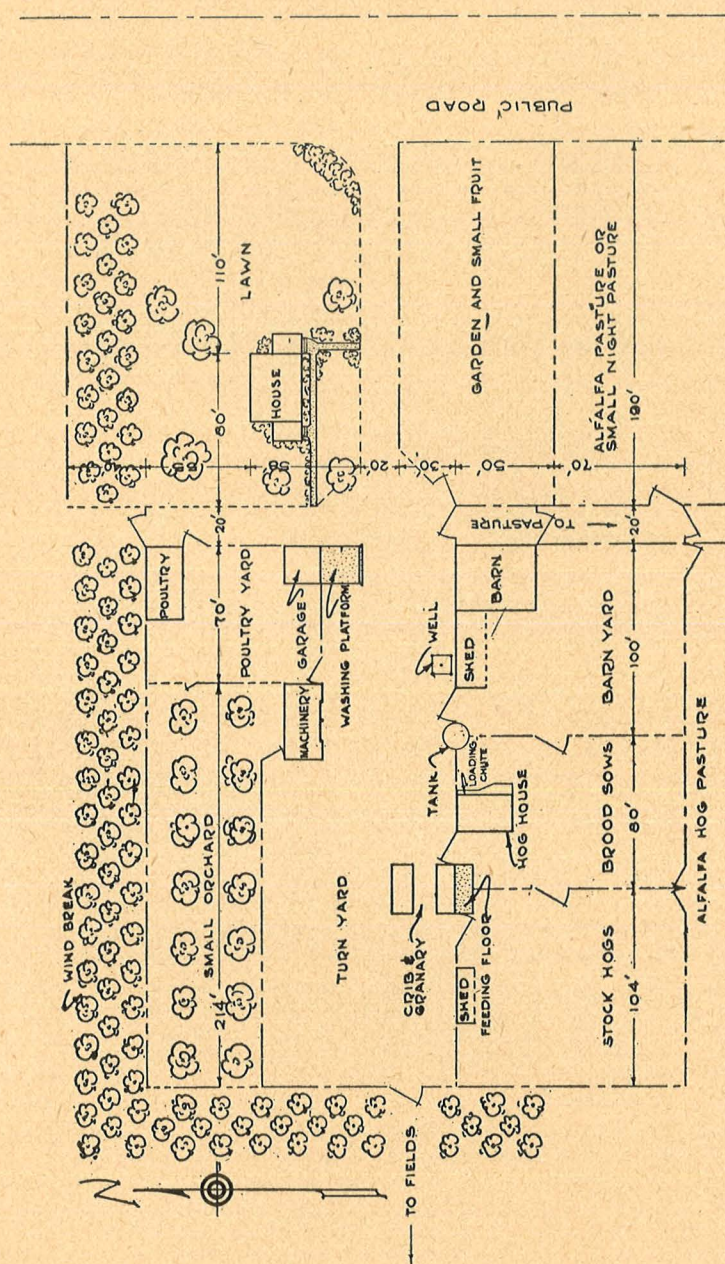 PUBLIC ROAD
110'
LAWN
GARDEN AND SMALL FRUIT
ALFALFA PASTURE OR
SMALL NIGHT PASTURE
190'
HOUSE
80'
20'
30'
50'
70'
20'
TO PASTURE
20'
POULTRY
POULTRY YARD
70'
GARAGE
WASHING PLATFORM
WELL
SHED
BARN
BARN YARD
100'
MACHINERY
TANK
LOADING
CHUTE
HOG HOUSE
BROOD SOWS
80'
ALFALFA HOG PASTURE
WIND BREAK
SMALL ORCHARD
214'
TURN YARD
CRIB &
GRANARY
SHED
FEEDING FLOOR
STOCK HOGS
104'
N
TO FIELDS